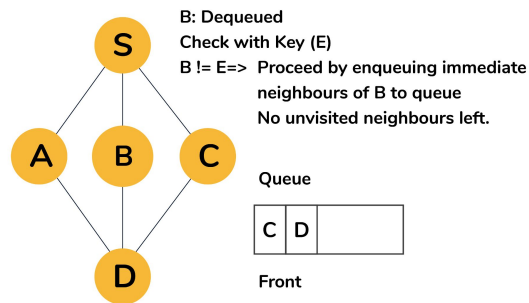 S
B: Dequeued
Check with Key (E)
B != E=> Proceed by enqueuing immediate
neighbours of B to queue
No unvisited neighbours left.
A B C
Queue
C D
D
Front